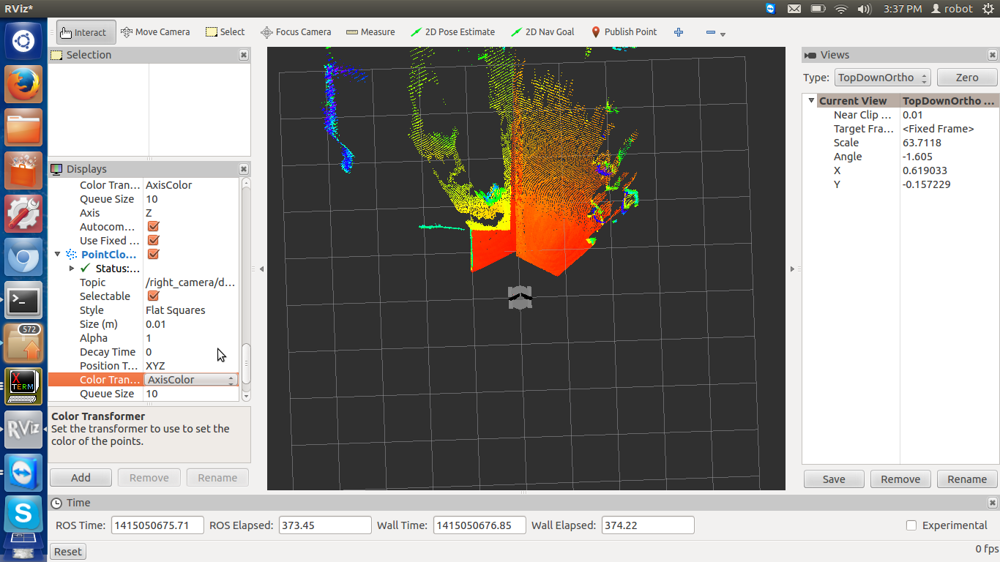 RViz*
3:37 PM robot
Interact Move Camera Select Focus Camera Measure 2D Pose Estimate 2D Nav Goal Publish Point
Selection
Displays
Color Tran... AxisColor
Queue Size 10
Axis Z
Autocom...
Use Fixed ...
PointClo...
Status:...
Topic /right_camera/d...
Selectable
Style Flat Squares
Size (m) 0.01
Alpha 1
Decay Time 0
Position T... XYZ
Color Tran... AxisColor
Queue Size 10
Color Transformer
Set the transformer to use to set the
color of the points.
Add Remove Rename
Views
Type: TopDownOrtho Zero
Current View TopDownOrtho ...
Near Clip ... 0.01
Target Fra... <Fixed Frame>
Scale 63.7118
Angle -1.605
X 0.619033
Y -0.157229
Save Remove Rename
572
X
TERM
RViz
S
Time
ROS Time: 1415050675.71 ROS Elapsed: 373.45 Wall Time: 1415050676.85 Wall Elapsed: 374.22 Experimental
Reset 0 fps